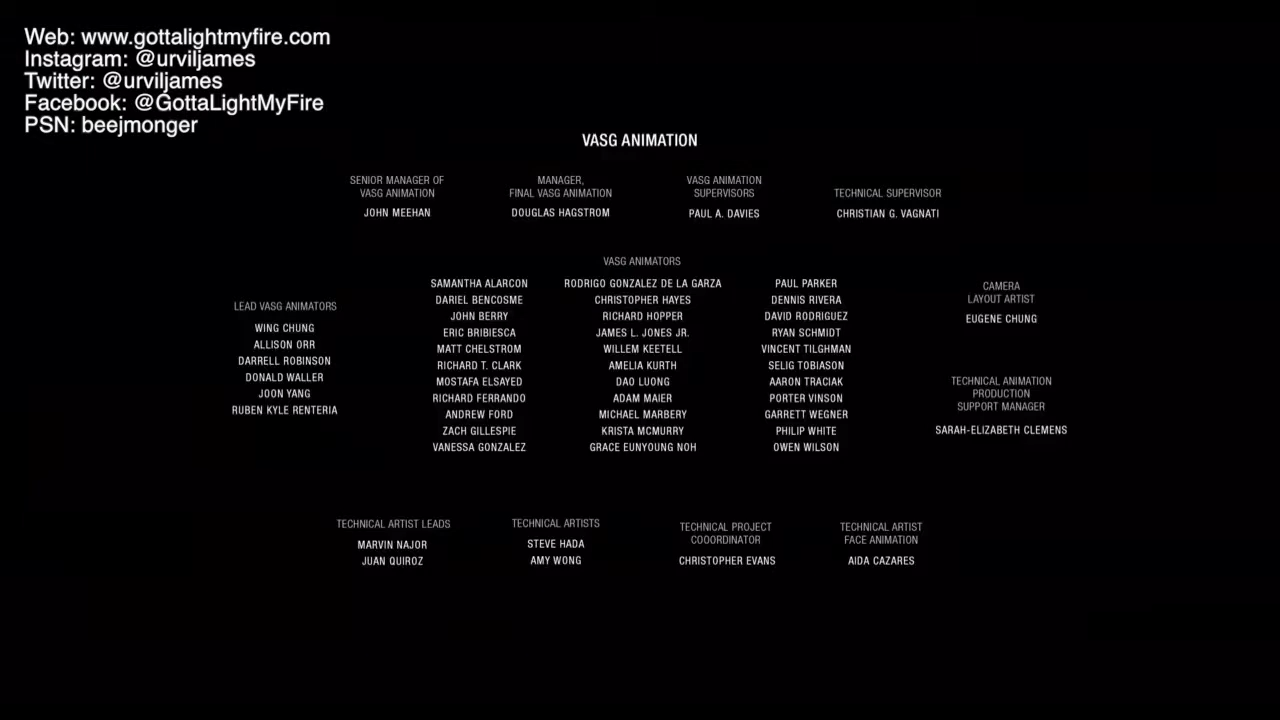 Web: www.gottalightmyfire.com
Instagram: @urviljames
Twitter: @urviljames
Facebook: @GottaLightMyFire
PSN: beejmonger
VASG ANIMATION
SENIOR MANAGER OF
VASG ANIMATION
JOHN MEEHAN
MANAGER,
FINAL VASG ANIMATION
DOUGLAS HAGSTROM
VASG ANIMATION
SUPERVISORS
PAUL A. DAVIES
TECHNICAL SUPERVISOR
CHRISTIAN G. VAGNATI
LEAD VASG ANIMATORS
WING CHUNG
ALLISON ORR
DARRELL ROBINSON
DONALD WALLER
JOON YANG
RUBEN KYLE RENTERIA
VASG ANIMATORS
SAMANTHA ALARCON
DARIEL BENCOSME
JOHN BERRY
ERIC BRIBIESCA
MATT CHELSTROM
RICHARD T. CLARK
MOSTAFA ELSAYED
RICHARD FERRANDO
ANDREW FORD
ZACH GILLESPIE
VANESSA GONZALEZ
RODRIGO GONZALEZ DE LA GARZA
CHRISTOPHER HAYES
RICHARD HOPPER
JAMES L. JONES JR.
WILLEM KEETELL
AMELIA KURTH
DAO LUONG
ADAM MAIER
MICHAEL MARBERY
KRISTA MCMURRY
GRACE EUNYOUNG NOH
PAUL PARKER
DENNIS RIVERA
DAVID RODRIGUEZ
RYAN SCHMIDT
VINCENT TILGHMAN
SELIG TOBIASON
AARON TRACIAK
PORTER VINSON
GARRETT WEGNER
PHILIP WHITE
OWEN WILSON
CAMERA
LAYOUT ARTIST
EUGENE CHUNG
TECHNICAL ANIMATION
PRODUCTION
SUPPORT MANAGER
SARAH-ELIZABETH CLEMENS
TECHNICAL ARTIST LEADS
MARVIN NAJOR
JUAN QUIROZ
TECHNICAL ARTISTS
STEVE HADA
AMY WONG
TECHNICAL PROJECT
COOORDINATOR
CHRISTOPHER EVANS
TECHNICAL ARTIST
FACE ANIMATION
AIDA CAZARES